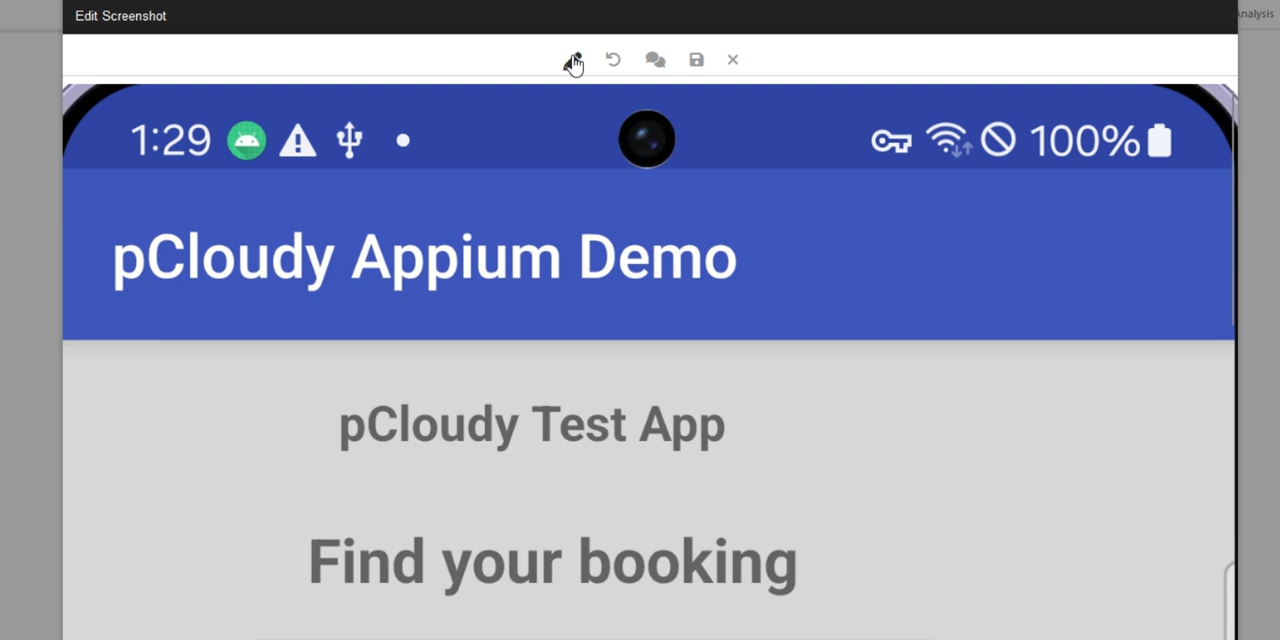 Edit Screenshot
Analysis
1:29
100%
pCloudy Appium Demo
pCloudy Test App
Find your booking